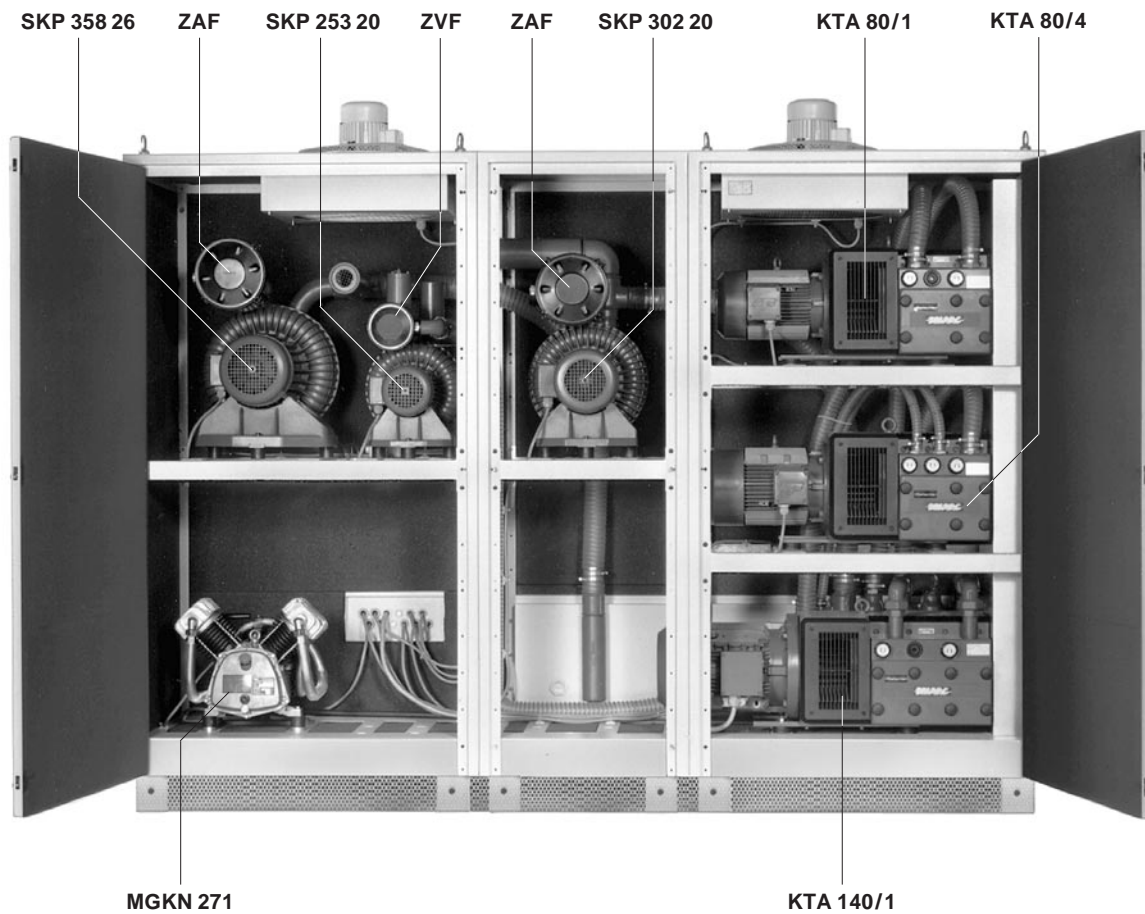 SKP 358 26
ZAF
SKP 253 20
ZVF
ZAF
SKP 302 20
KTA 80/1
KTA 80/4
MGKN 271
KTA 140/1